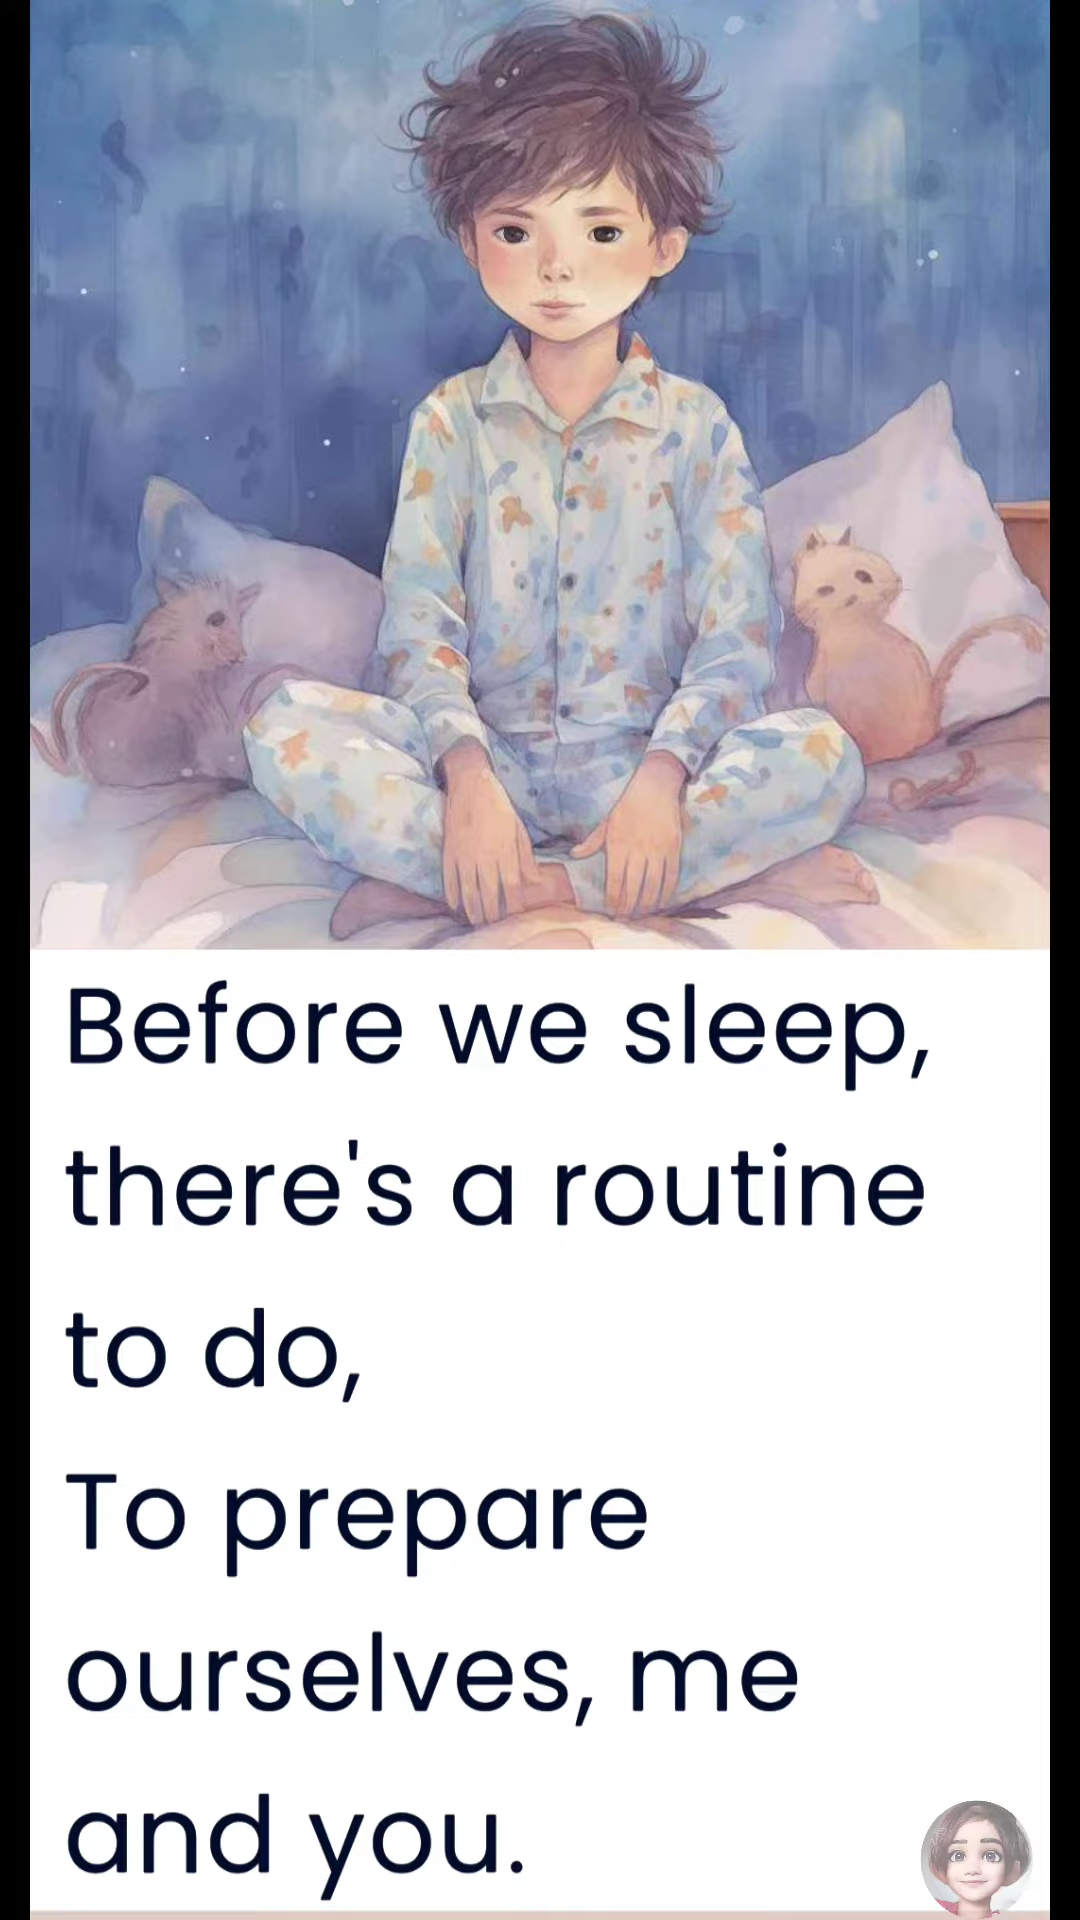 Before we sleep,
there's a routine
to do,
To prepare
ourselves, me
and you.